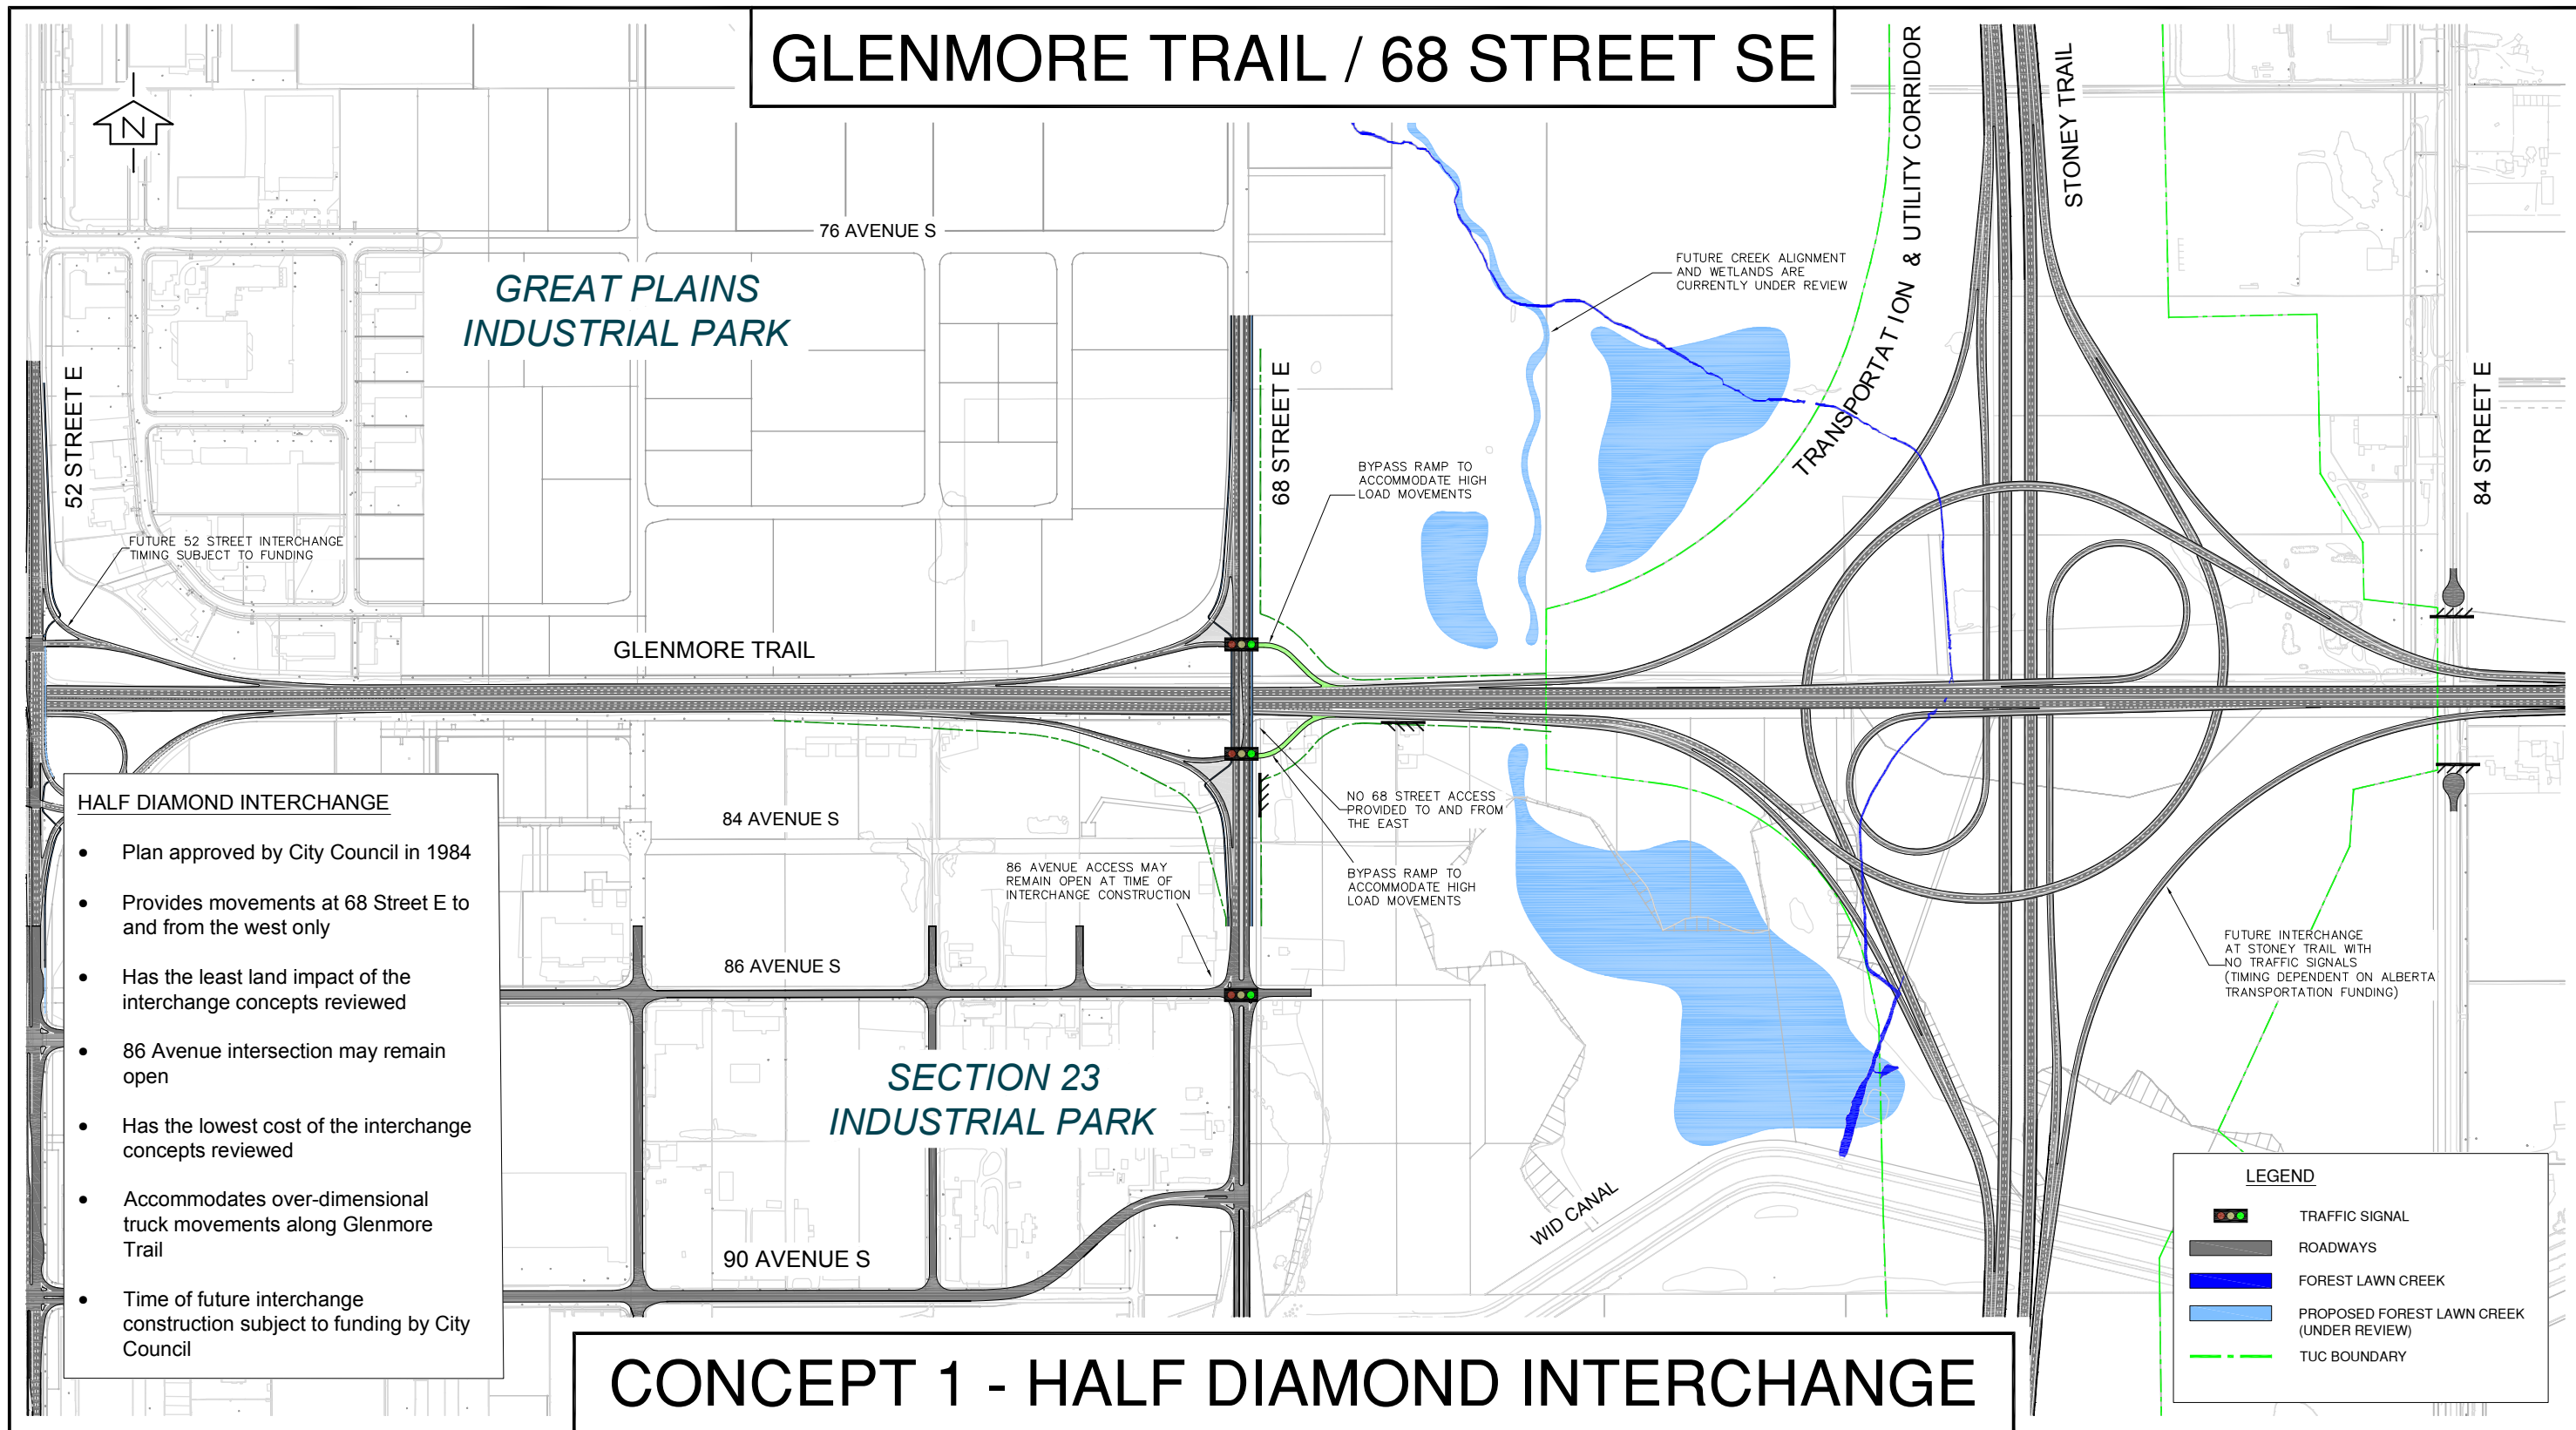 GLENMORE TRAIL / 68 STREET SE
N
TRANSPORTATION & UTILITY CORRIDOR
STONEY TRAIL
76 AVENUE S
GREAT PLAINS
INDUSTRIAL PARK
FUTURE CREEK ALIGNMENT
AND WETLANDS ARE
CURRENTLY UNDER REVIEW
52 STREET E
68 STREET E
84 STREET E
BYPASS RAMP TO
ACCOMMODATE HIGH
LOAD MOVEMENTS
FUTURE 52 STREET INTERCHANGE
TIMING SUBJECT TO FUNDING
GLENMORE TRAIL
NO 68 STREET ACCESS
PROVIDED TO AND FROM
THE EAST
84 AVENUE S
86 AVENUE ACCESS MAY
REMAIN OPEN AT TIME OF
INTERCHANGE CONSTRUCTION
BYPASS RAMP TO
ACCOMMODATE HIGH
LOAD MOVEMENTS
86 AVENUE S
FUTURE INTERCHANGE
AT STONEY TRAIL WITH
NO TRAFFIC SIGNALS
(TIMING DEPENDENT ON ALBERTA
TRANSPORTATION FUNDING)
SECTION 23
INDUSTRIAL PARK
WID CANAL
90 AVENUE S
HALF DIAMOND INTERCHANGE
• Plan approved by City Council in 1984
• Provides movements at 68 Street E to
and from the west only
• Has the least land impact of the
interchange concepts reviewed
• 86 Avenue intersection may remain
open
• Has the lowest cost of the interchange
concepts reviewed
• Accommodates over-dimensional
truck movements along Glenmore
Trail
• Time of future interchange
construction subject to funding by City
Council
LEGEND
TRAFFIC SIGNAL
ROADWAYS
FOREST LAWN CREEK
PROPOSED FOREST LAWN CREEK
(UNDER REVIEW)
TUC BOUNDARY
CONCEPT 1 - HALF DIAMOND INTERCHANGE